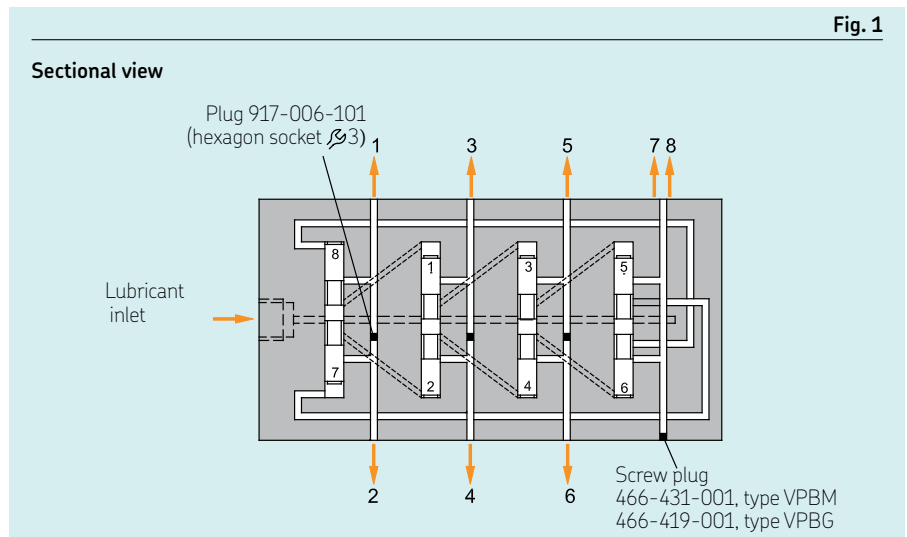 Fig. 1
Sectional view
Plug 917-006-101
(hexagon socket 3)
1 3 5 7 8
8 1 3 5
Lubricant
inlet
7 2 4 6
2 4 6
Screw plug
466-431-001, type VPBM
466-419-001, type VPBG